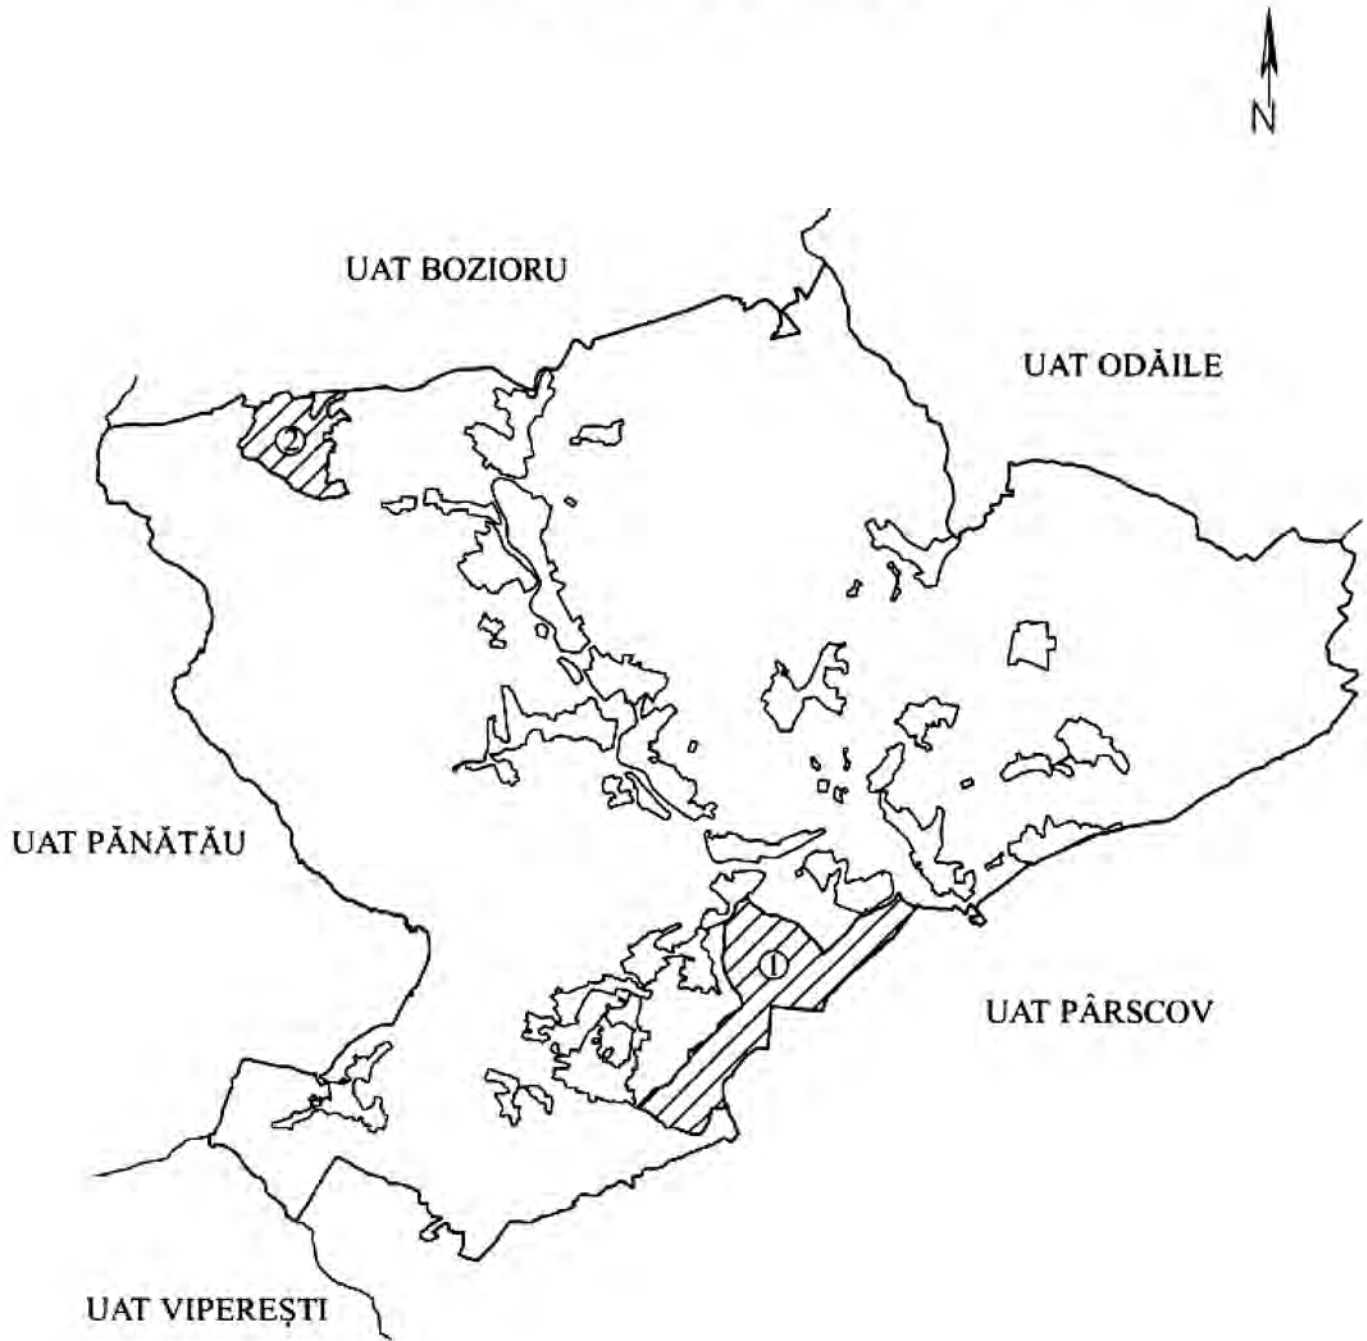 N
UAT BOZIORU
UAT ODĂILE
2
UAT PĂNĂTĂU
1
UAT PÂRSCOV
UAT VIPEREȘTI